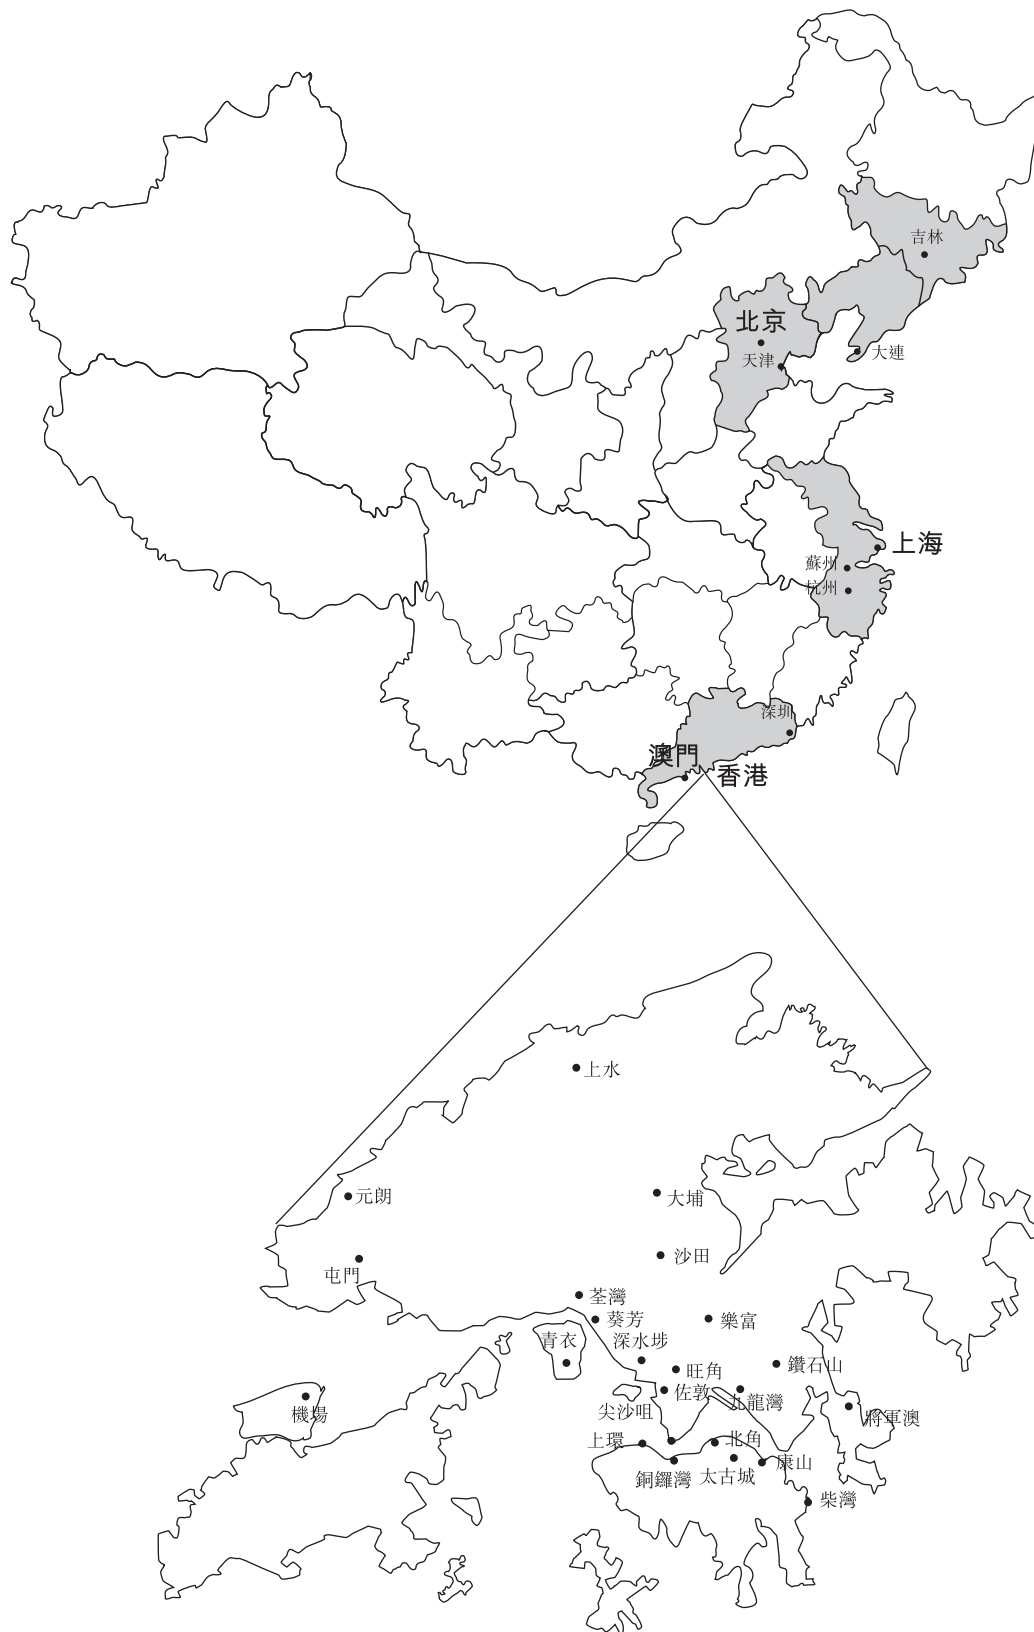 吉林
北京
大連
天津
上海
蘇州
杭州
深圳
澳門
香港
上水
元朗
大埔
沙田
屯門
荃灣
葵芳
樂富
青衣
深水埗
鑽石山
旺角
佐敦
九龍灣
尖沙咀
機場
將軍澳
上環
北角
康山
銅鑼灣
太古城
柴灣